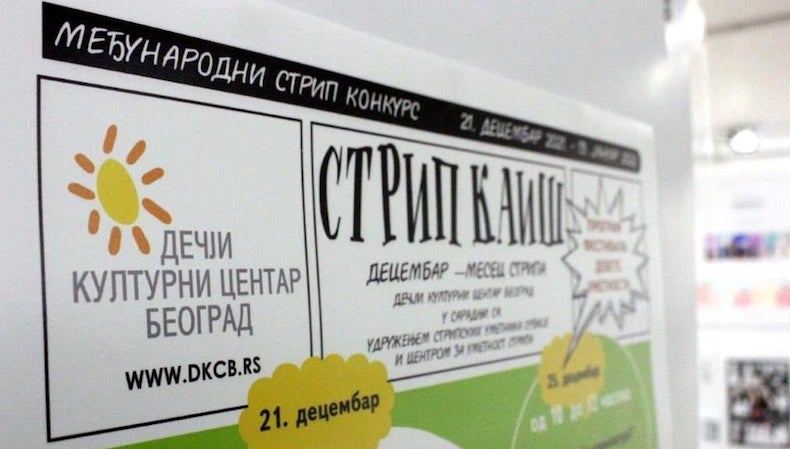 МЕЂУНАРОДНИ СТРИП КОНКУРС 21. ДЕЦЕМБАР
ДЕЧЈИ
КУЛТУРНИ ЦЕНТАР
БЕОГРАД
WWW.DKCB.RS
СТРИП КАИШ
ДЕЦЕМБАР – МЕСЕЦ СТРИПА
ДЕЧЈИ КУЛТУРНИ ЦЕНТАР БЕОГРАД
У САРАДЊИ СА
УДРУЖЕЊЕМ СТРИПСКИХ УМЕТНИКА СРБИЈЕ
И ЦЕНТРОМ ЗА УМЕТНОСТ СТРИПА
ФЕСТИВАЛА
ДЕВЕТЕ
УМЕТНОСТИ
21. децембар
25. децембар
од 10 до 12 часова